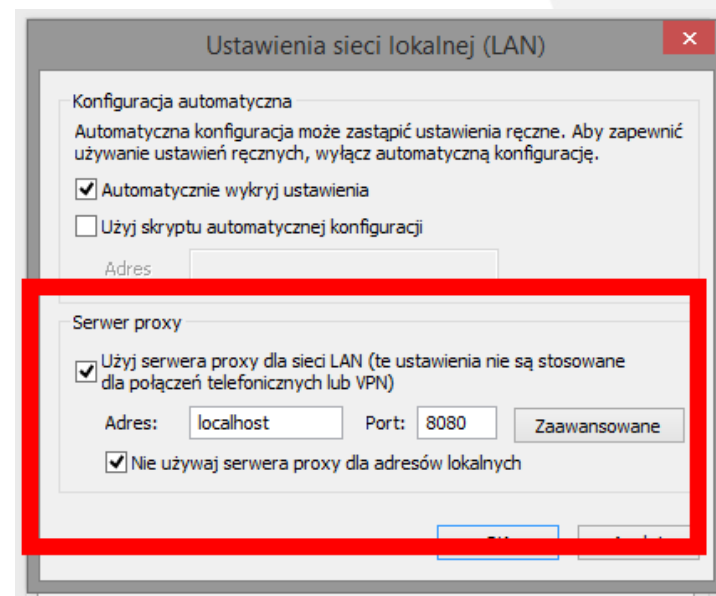 Ustawienia sieci lokalnej (LAN)
Konfiguracja automatyczna
Automatyczna konfiguracja może zastąpić ustawienia ręczne. Aby zapewnić
używanie ustawień ręcznych, wyłącz automatyczną konfigurację.
Automatycznie wykryj ustawienia
Użyj skryptu automatycznej konfiguracji
Adres
Serwer proxy
Użyj serwera proxy dla sieci LAN (te ustawienia nie są stosowane
dla połączeń telefonicznych lub VPN)
Adres: localhost Port: 8080 Zaawansowane
Nie używaj serwera proxy dla adresów lokalnych